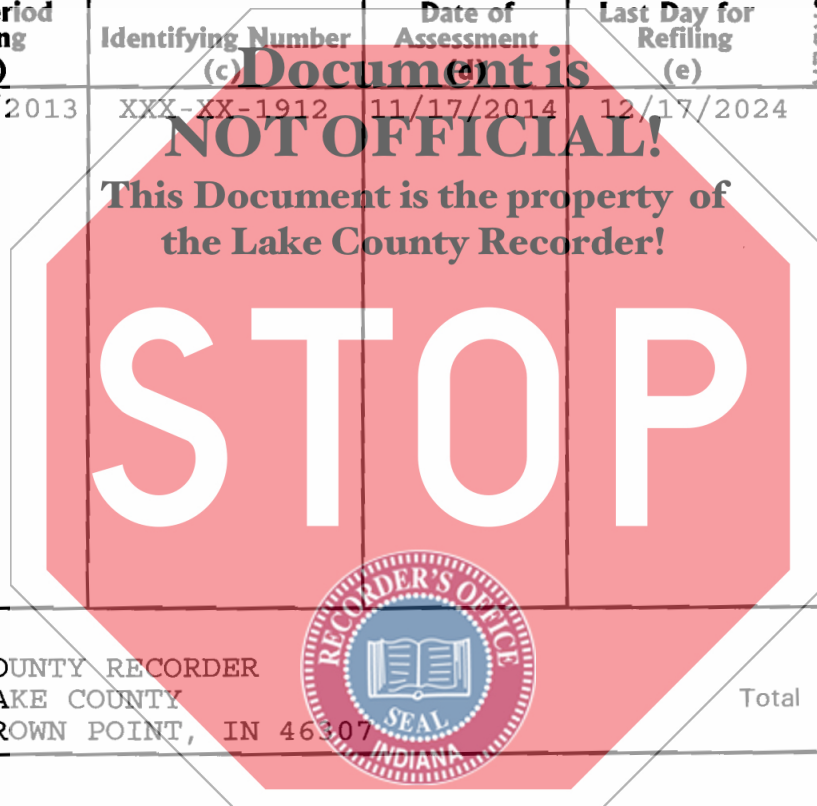 riod Date of Last Day for
ng Identifying Number Assessment Refiling
) (c) (d) (e)
Document is
2013 XXX-XX-1912 11/17/2014 12/17/2024
NOT OFFICIAL!
This Document is the property of
the Lake County Recorder!
STOP
RECORDER'S OFFICE
SEAL
INDIANA
OUNTY RECORDER
AKE COUNTY Total
ROWN POINT, IN 46307